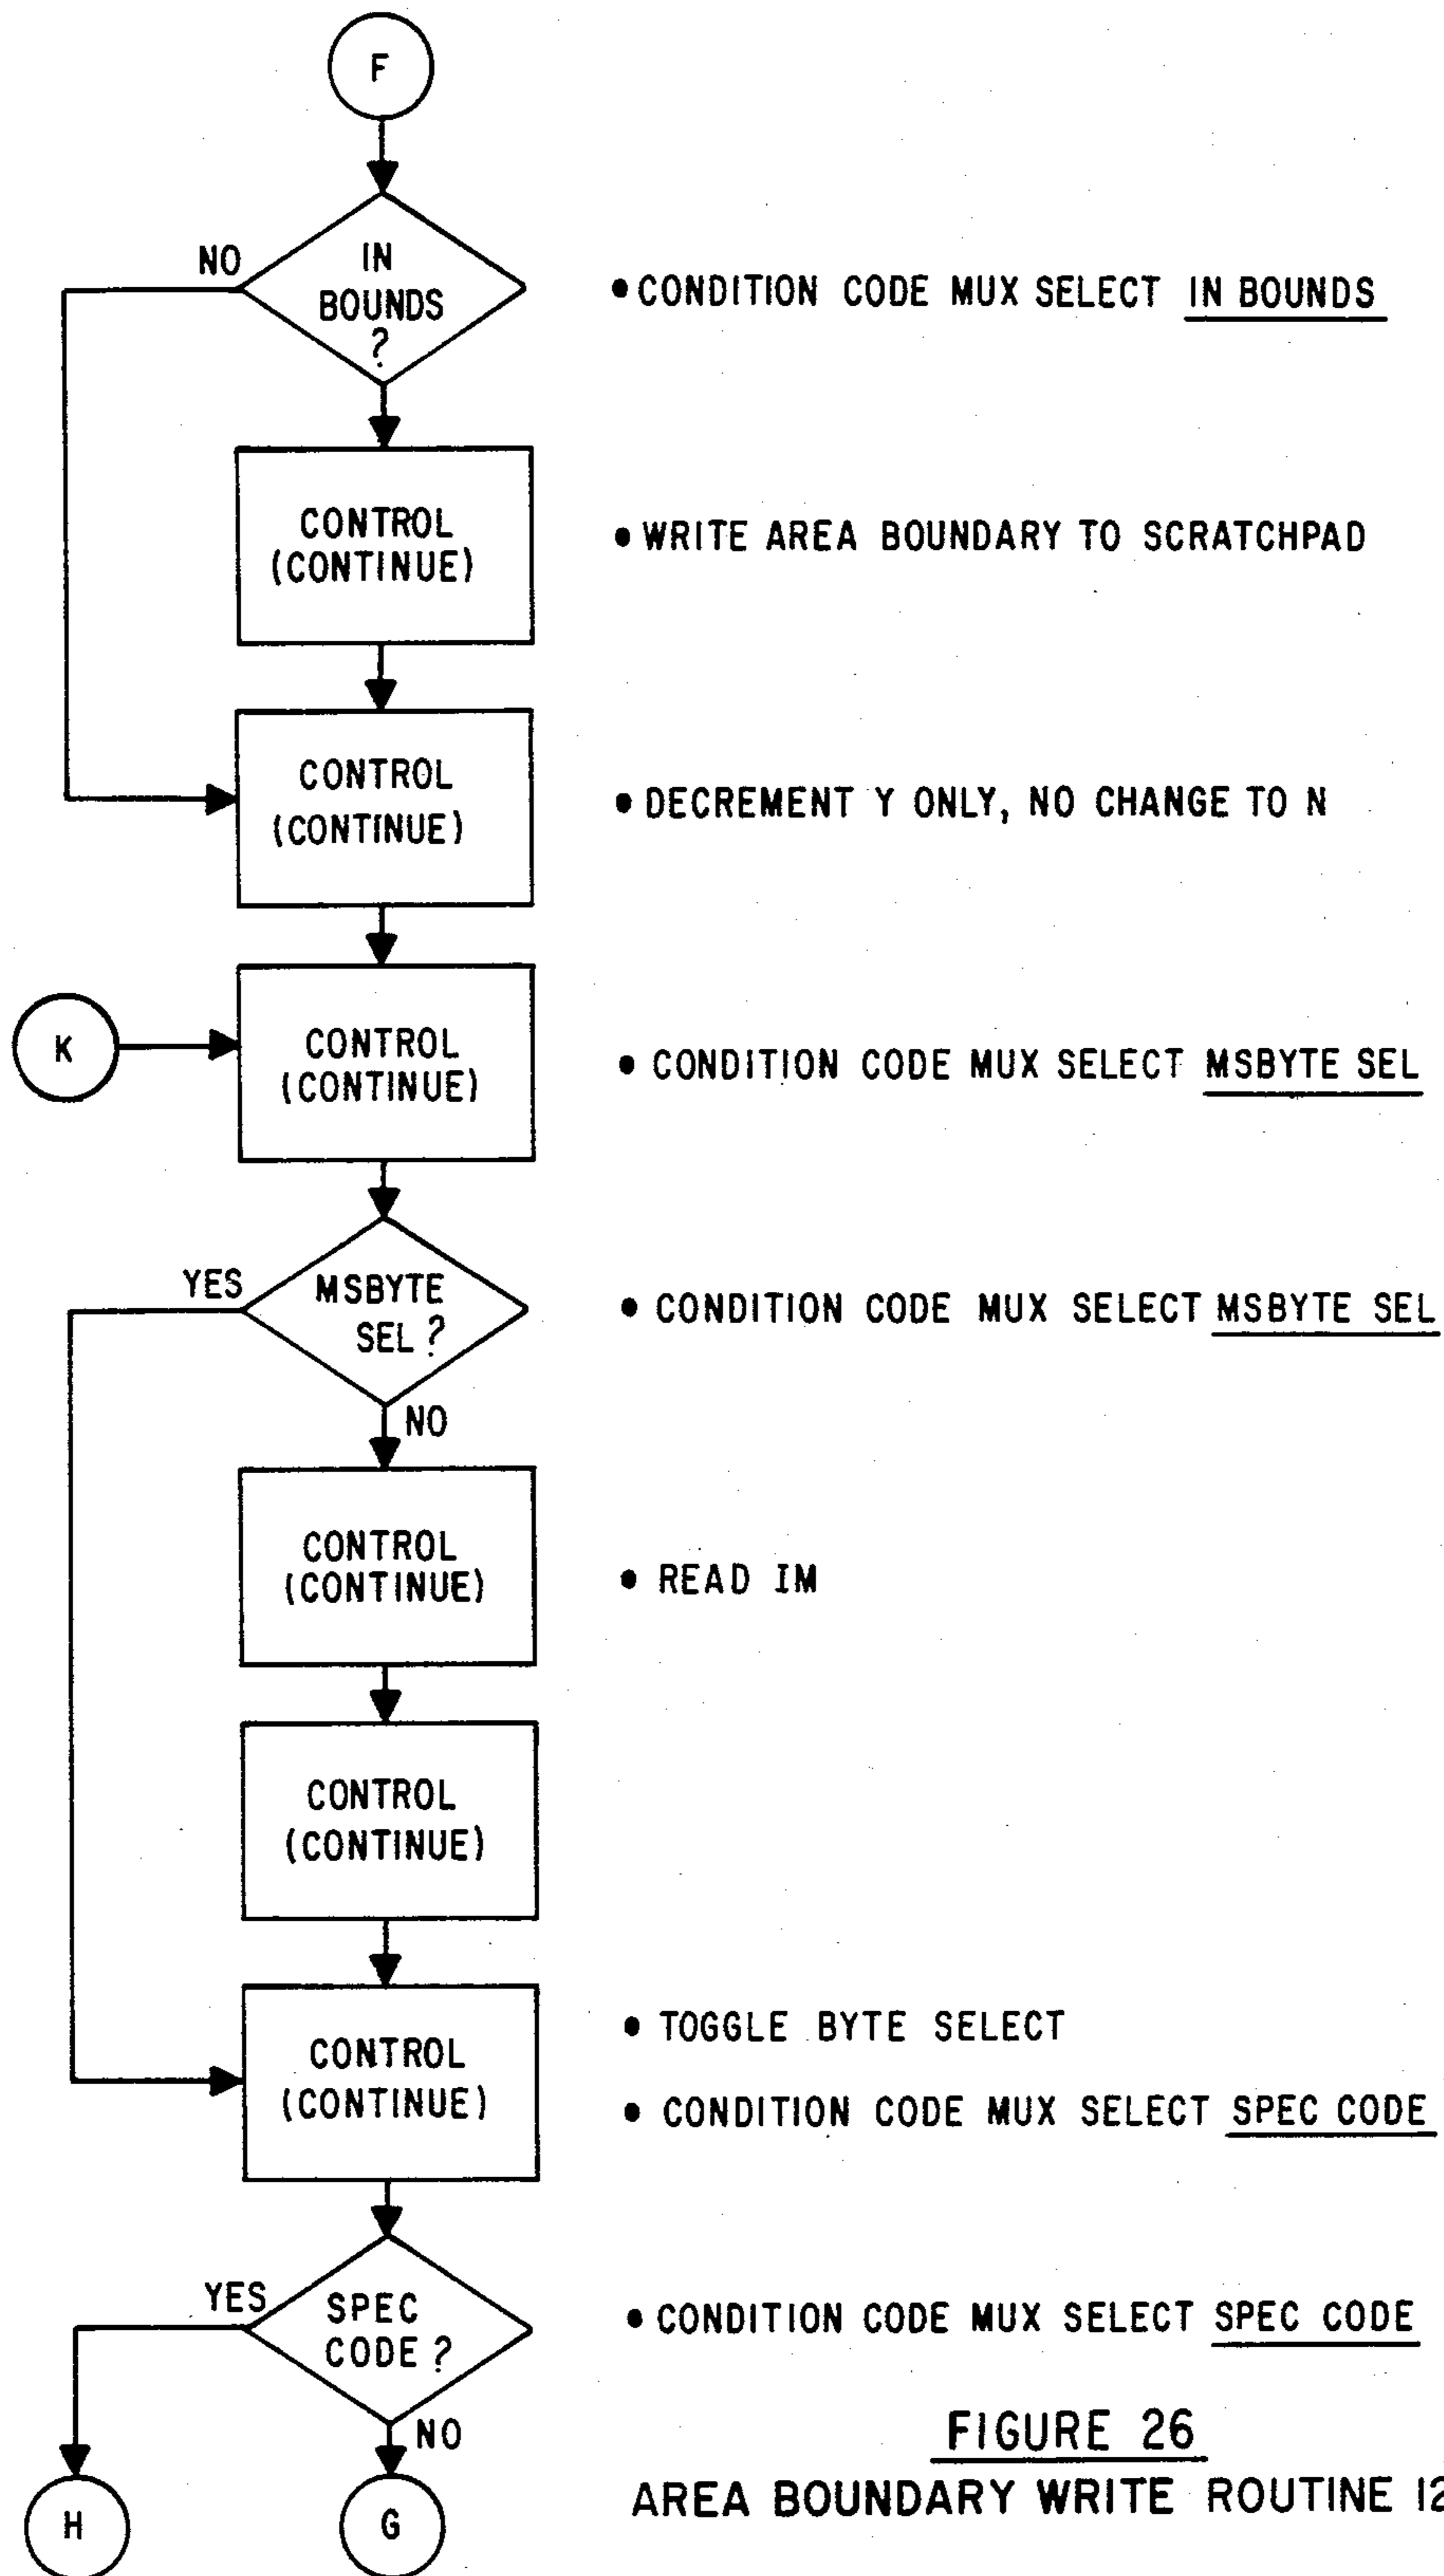 F
NO
IN
BOUNDS
?
• CONDITION CODE MUX SELECT IN BOUNDS
CONTROL
(CONTINUE)
• WRITE AREA BOUNDARY TO SCRATCHPAD
CONTROL
(CONTINUE)
• DECREMENT Y ONLY, NO CHANGE TO N
K
CONTROL
(CONTINUE)
• CONDITION CODE MUX SELECT MSBYTE SEL
YES
MSBYTE
SEL ?
• CONDITION CODE MUX SELECT MSBYTE SEL
NO
CONTROL
(CONTINUE)
• READ IM
CONTROL
(CONTINUE)
CONTROL
(CONTINUE)
• TOGGLE BYTE SELECT
• CONDITION CODE MUX SELECT SPEC CODE
YES
SPEC
CODE ?
• CONDITION CODE MUX SELECT SPEC CODE
NO
H
G
FIGURE 26
AREA BOUNDARY WRITE ROUTINE 12